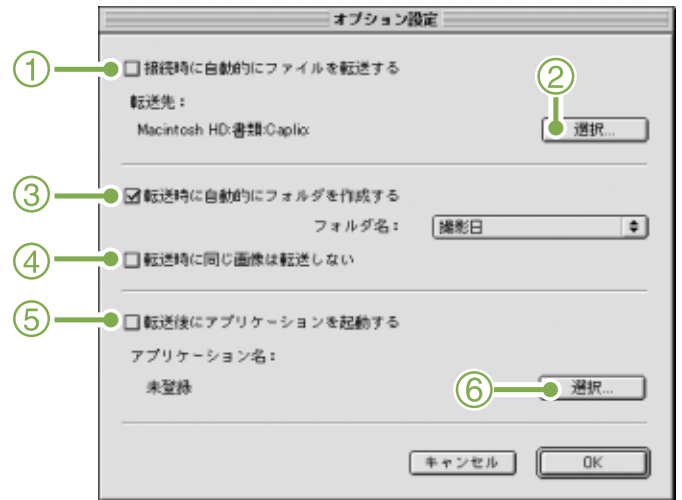 オプション設定
① 接続時に自動的にファイルを転送する
②
転送先：
Macintosh HD:書類:Caplio: 選択...
③ 転送時に自動的にフォルダを作成する
フォルダ名： 撮影日
④ 転送時に同じ画像は転送しない
⑤ 転送後にアプリケーションを起動する
アプリケーション名：
未登録 ⑥ 選択...
キャンセル OK